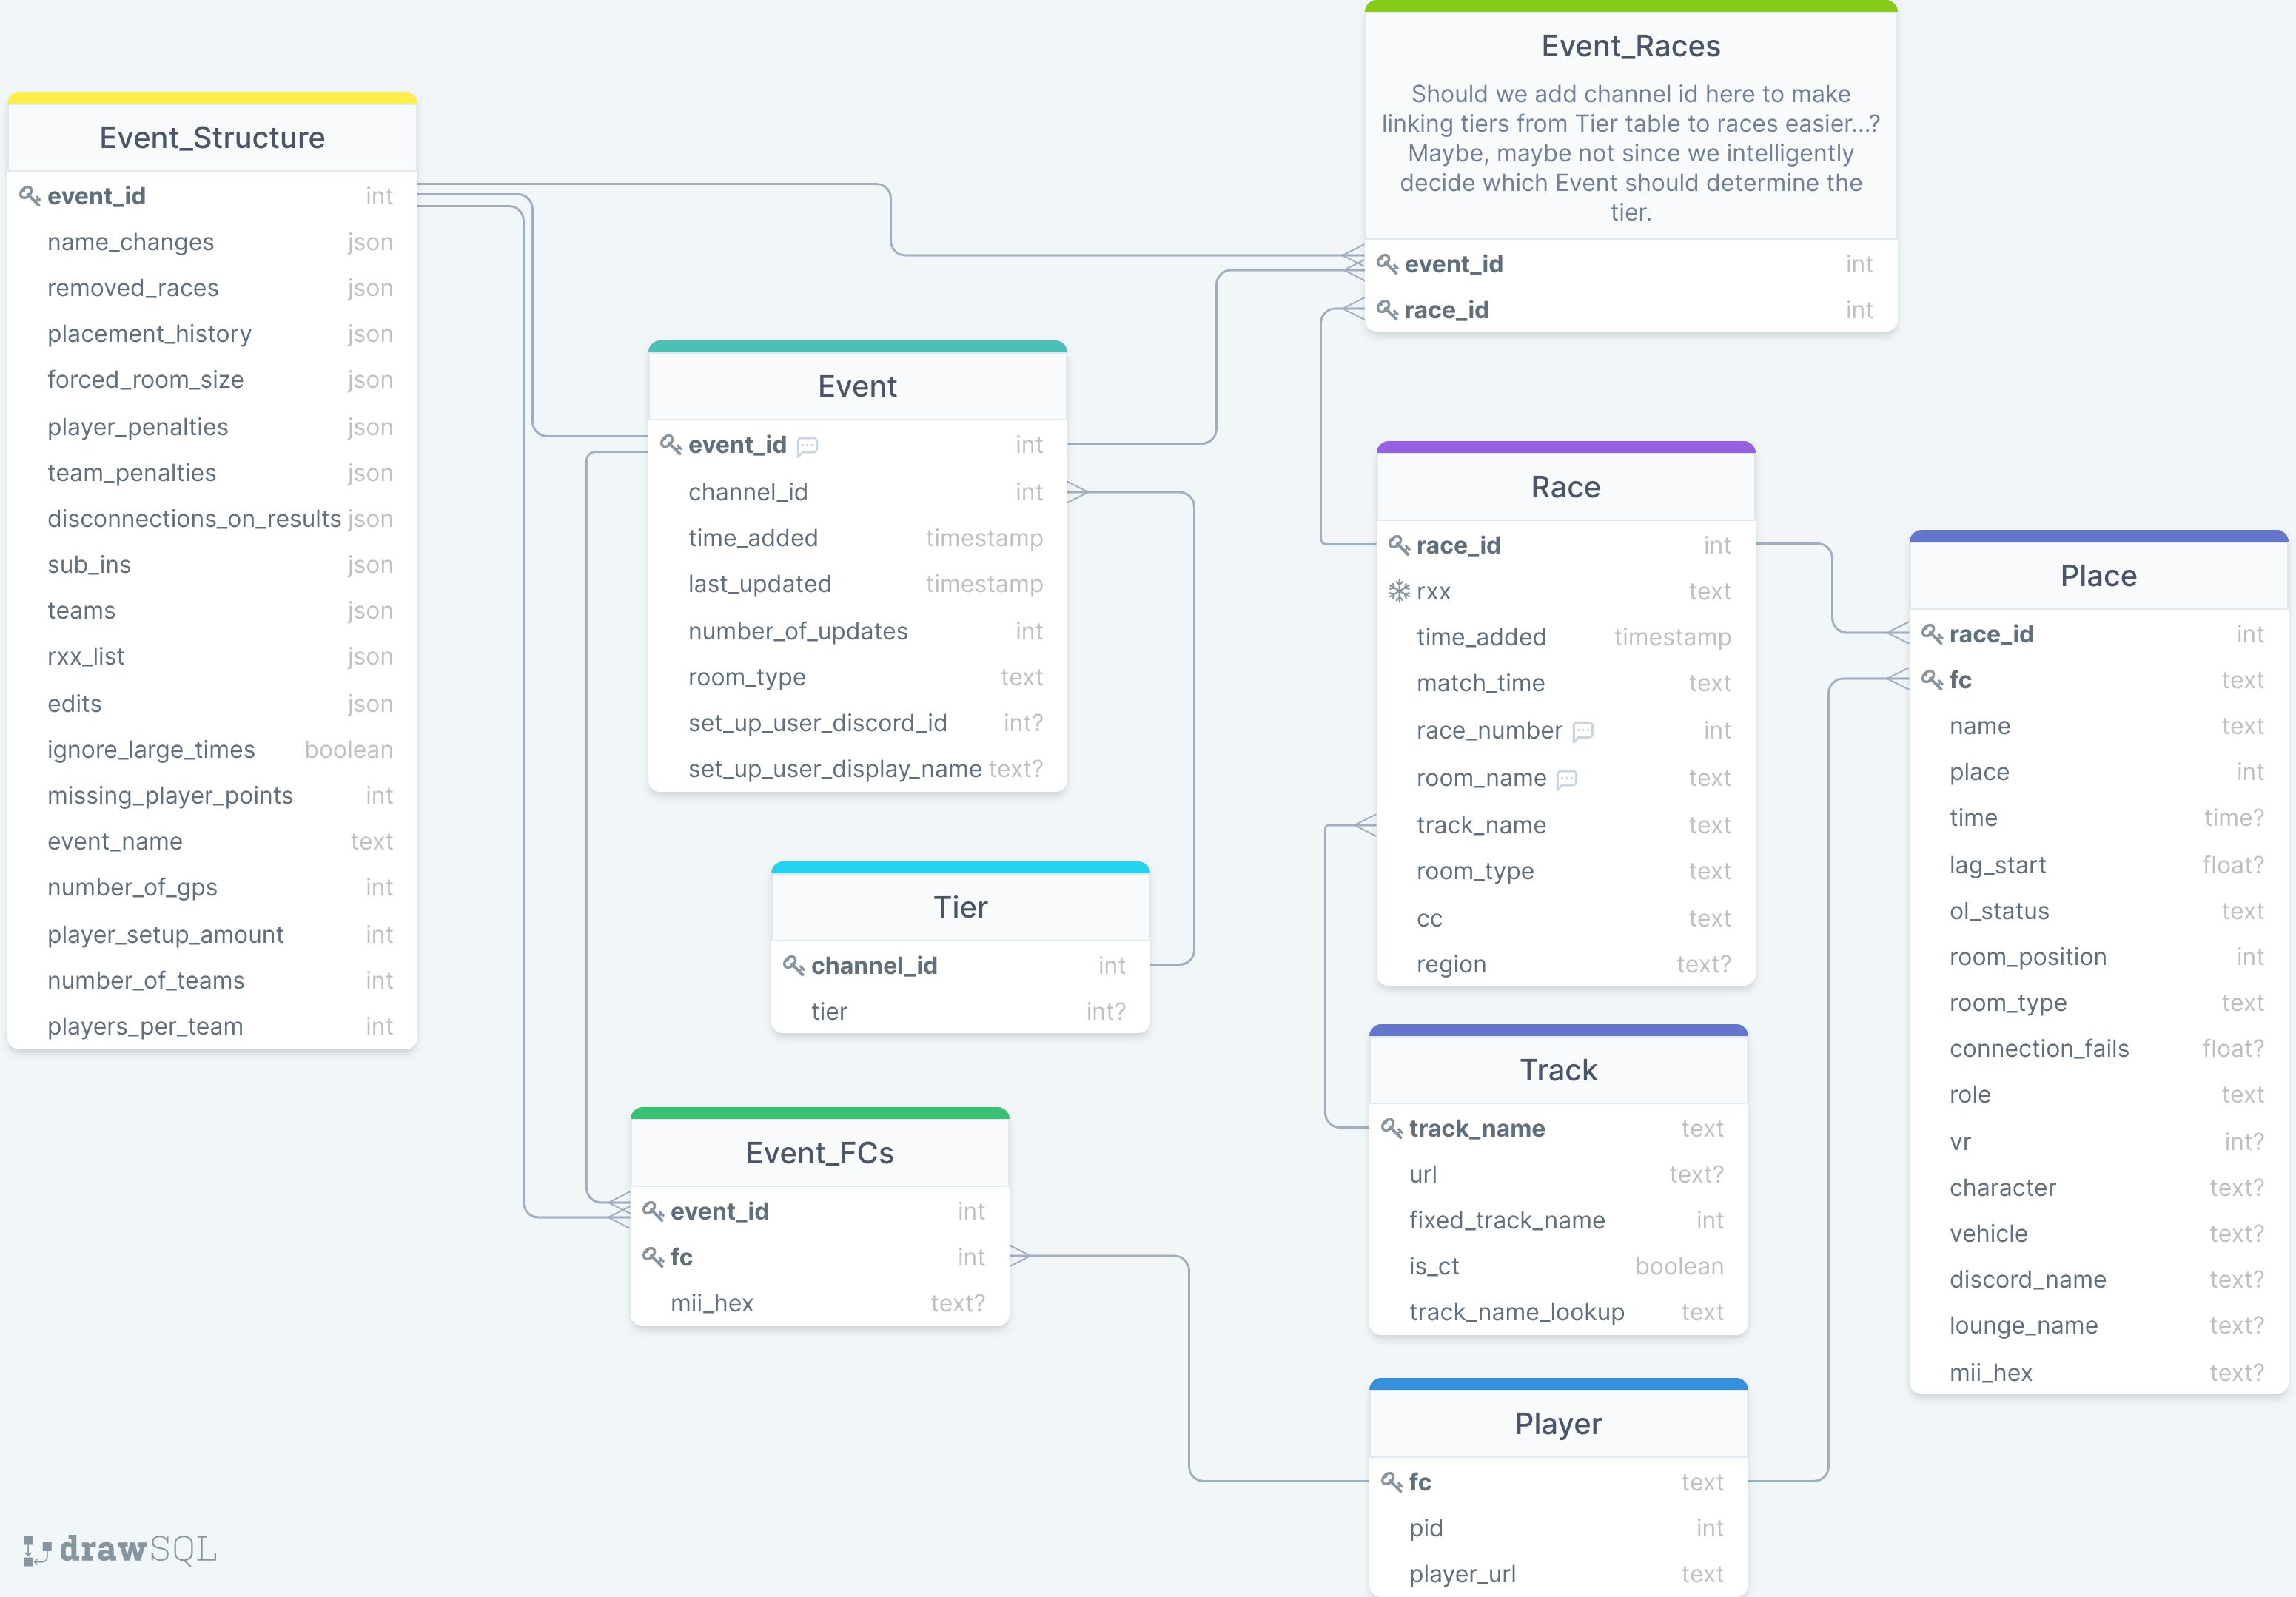 Event_Structure
event_id int
name_changes json
removed_races json
placement_history json
forced_room_size json
player_penalties json
team_penalties json
disconnections_on_results json
sub_ins json
teams json
rxx_list json
edits json
ignore_large_times boolean
missing_player_points int
event_name text
number_of_gps int
player_setup_amount int
number_of_teams int
players_per_team int
Event
event_id int
channel_id int
time_added timestamp
last_updated timestamp
number_of_updates int
room_type text
set_up_user_discord_id int?
set_up_user_display_name text?
Tier
channel_id int
tier int?
Event_FCs
event_id int
fc int
mii_hex text?
Event_Races
Should we add channel id here to make
linking tiers from Tier table to races easier...?
Maybe, maybe not since we intelligently
decide which Event should determine the
tier.
event_id int
race_id int
Race
race_id int
rxx text
time_added timestamp
match_time text
race_number int
room_name text
track_name text
room_type text
cc text
region text?
Track
track_name text
url text?
fixed_track_name int
is_ct boolean
track_name_lookup text
Player
fc text
pid int
player_url text
Place
race_id int
fc text
name text
place int
time time?
lag_start float?
ol_status text
room_position int
room_type text
connection_fails float?
role text
vr int?
character text?
vehicle text?
discord_name text?
lounge_name text?
mii_hex text?
drawSQL